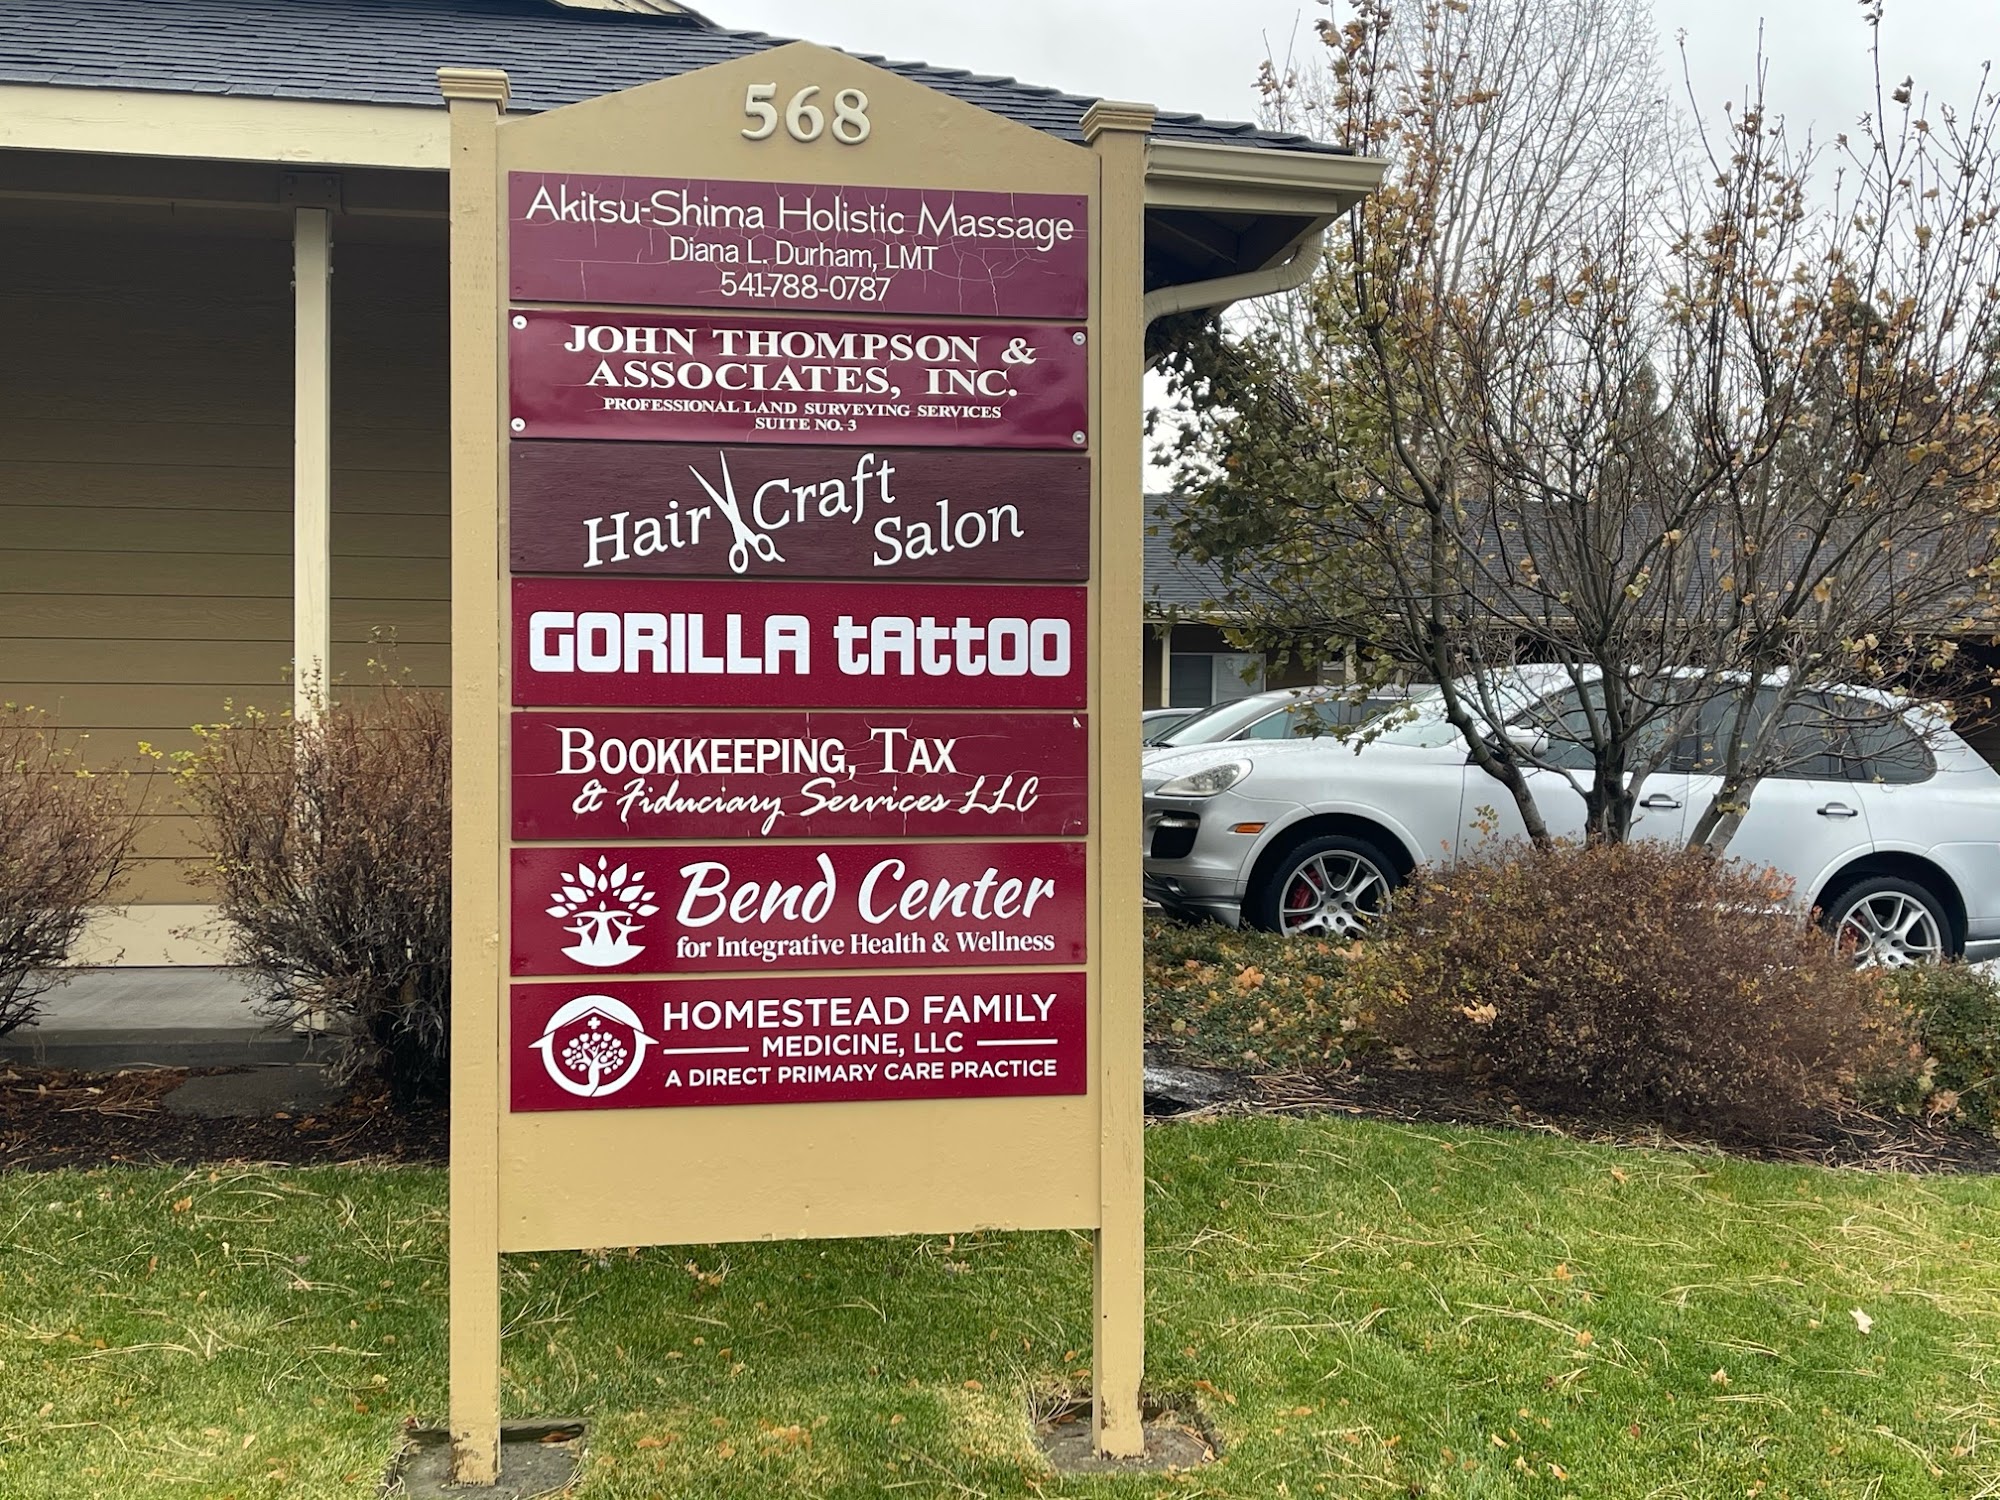 568
Akitsu-Shima Holistic Massage
Diana L. Durham, LMT
541-788-0787
JOHN THOMPSON &
ASSOCIATES, INC.
PROFESSIONAL LAND SURVEYING SERVICES
SUITE NO. 3
Hair Craft
Salon
GORILLA tAttOO
BOOKKEEPING, TAX
& Fiduciary Services LLC
Bend Center
for Integrative Health & Wellness
HOMESTEAD FAMILY
MEDICINE, LLC
A DIRECT PRIMARY CARE PRACTICE